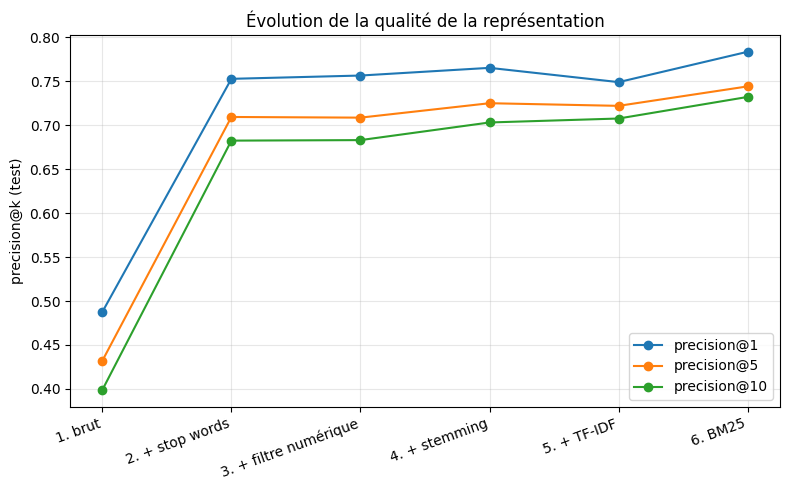 Évolution de la qualité de la représentation
precision@k (test)
0.80
0.75
0.70
0.65
0.60
0.55
0.50
0.45
0.40
precision@1
precision@5
precision@10
1. brut
2. + stop words
3. + filtre numérique
4. + stemming
5. + TF-IDF
6. BM25